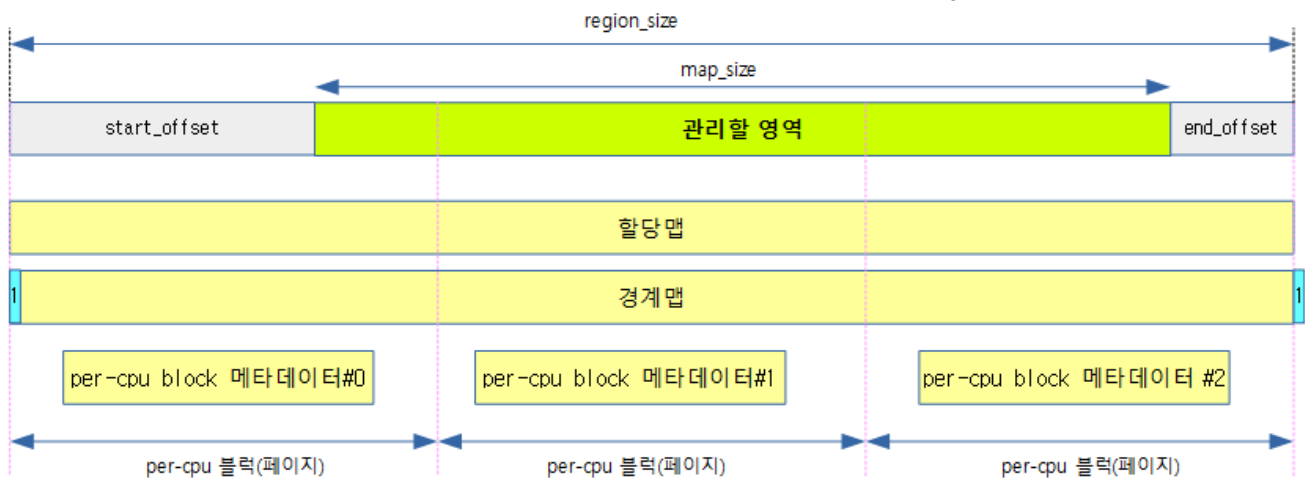 region_size
map_size
start_offset 관리할 영역 end_offset
할당맵
1 경계맵 1
per-cpu block 메타데이터#0 per-cpu block 메타데이터#1 per-cpu block 메타데이터 #2
per-cpu 블럭(페이지) per-cpu 블럭(페이지) per-cpu 블럭(페이지)